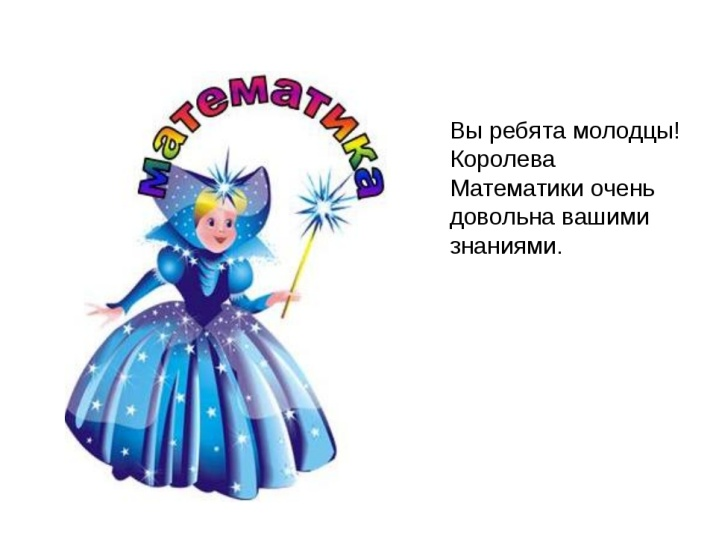 математика
Вы ребята молодцы!
Королева
Математики очень
довольна вашими
знаниями.